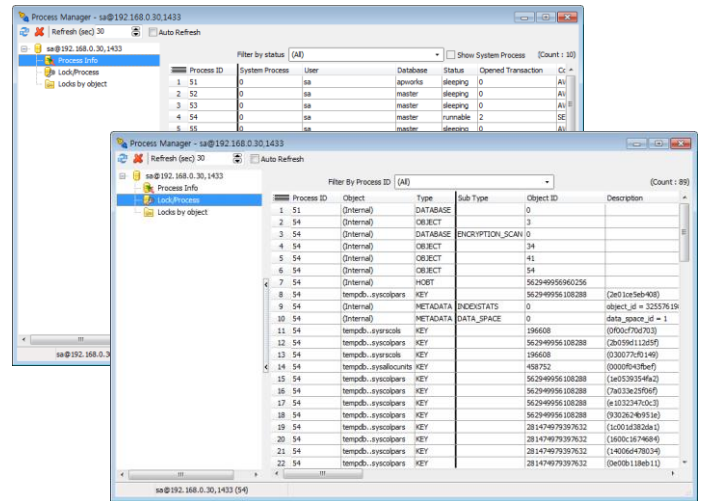 Process Manager - sa@192.168.0.30,1433
Refresh (sec) 30 Auto Refresh
sa@192.168.0.30,1433
Process Info
Lock/Process
Locks by object
Filter by status (All) Show System Process (Count : 10)
Process ID System Process User Database Status Opened Transaction
1 51 0 sa apworks sleeping 0
2 52 0 sa master sleeping 0
3 53 0 sa master sleeping 0
4 54 0 sa master runnable 2 SE
5 55 0 sa master sleeping 0
sa@192.168.0.3
Process Manager - sa@192.168.0.30,1433
Refresh (sec) 30 Auto Refresh
sa@192.168.0.30,1433
Process Info
Lock/Process
Locks by object
Filter By Process ID (All) (Count : 89)
Process ID Object Type Sub Type Object ID Description
1 51 (Internal) DATABASE 0
2 54 (Internal) OBJECT 3
3 54 (Internal) DATABASE ENCRYPTION_SCAN 0
4 54 (Internal) OBJECT 34
5 54 (Internal) OBJECT 41
6 54 (Internal) OBJECT 54
7 54 (Internal) HOBT 562949956960256
8 54 tempdb..syscolpars KEY 562949956108288 (2e01ce5eb408)
9 54 (Internal) METADATA INDEXSTATS 0 object_id = 32557619
10 54 (Internal) METADATA DATA_SPACE 0 data_space_id = 1
11 54 tempdb..sysrscols KEY 196608 (0f00cf70d703)
12 54 tempdb..syscolpars KEY 562949956108288 (2b059d112d5f)
13 54 tempdb..sysrscols KEY 196608 (030077cf0149)
14 54 tempdb..sysallocunits KEY 458752 (0000f043fbef)
15 54 tempdb..syscolpars KEY 562949956108288 (1e0539354fa2)
16 54 tempdb..syscolpars KEY 562949956108288 (7a033e25f06f)
17 54 tempdb..syscolpars KEY 562949956108288 (e1032347c0c3)
18 54 tempdb..syscolpars KEY 562949956108288 (9302624b951e)
19 54 tempdb..syscolpars KEY 281474979397632 (1c001d382da1)
20 54 tempdb..syscolpars KEY 281474979397632 (1600c1674684)
21 54 tempdb..syscolpars KEY 281474979397632 (14006d478034)
22 54 tempdb..syscolpars KEY 281474979397632 (0e00b118eb11)
sa@192.168.0.30,1433 (54)